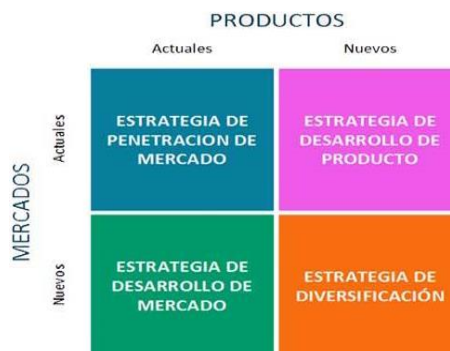 PRODUCTOS
Actuales
Nuevos
MERCADOS
Actuales
ESTRATEGIA DE
PENETRACION DE
MERCADO
ESTRATEGIA DE
DESARROLLO DE
PRODUCTO
Nuevos
ESTRATEGIA DE
DESARROLLO DE
MERCADO
ESTRATEGIA DE
DIVERSIFICACIÓN